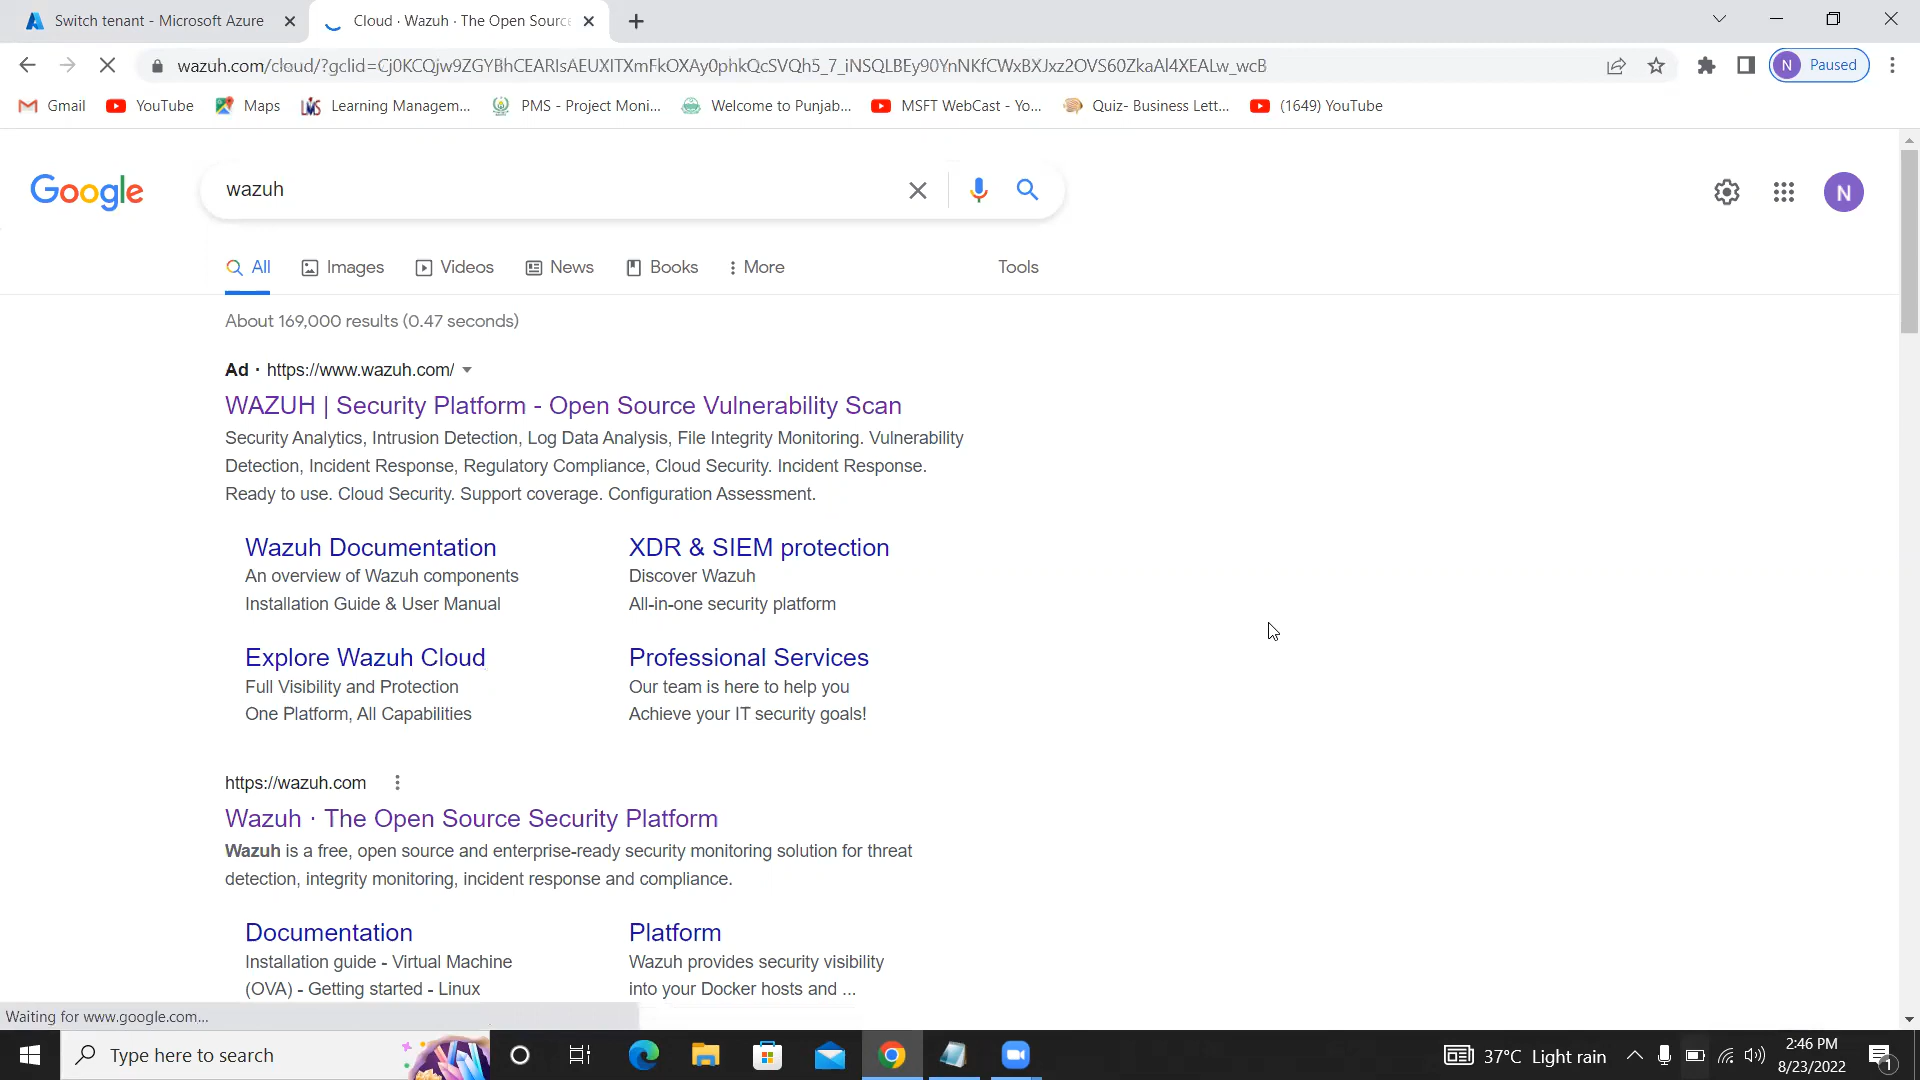 Switch tenant - Microsoft Azure
Cloud · Wazuh · The Open Source
wazuh.com/cloud/?gclid=Cj0KCQjw9ZGYBhCEARIsAEUXITXmFkOXAy0phkQcSVQh5_7_iNSQLBEy90YnNKfCWxBXJxz2OVS60ZkaAl4XEALw_wcB
N Paused
Gmail
YouTube
Maps
Learning Managem...
PMS - Project Moni...
Welcome to Punjab...
MSFT WebCast - Yo...
Quiz- Business Lett...
(1649) YouTube
Google
wazuh
N
All
Images
Videos
News
Books
More
Tools
About 169,000 results (0.47 seconds)
Ad · https://www.wazuh.com/
WAZUH | Security Platform - Open Source Vulnerability Scan
Security Analytics, Intrusion Detection, Log Data Analysis, File Integrity Monitoring. Vulnerability
Detection, Incident Response, Regulatory Compliance, Cloud Security. Incident Response.
Ready to use. Cloud Security. Support coverage. Configuration Assessment.
Wazuh Documentation
An overview of Wazuh components
Installation Guide & User Manual
XDR & SIEM protection
Discover Wazuh
All-in-one security platform
Explore Wazuh Cloud
Full Visibility and Protection
One Platform, All Capabilities
Professional Services
Our team is here to help you
Achieve your IT security goals!
https://wazuh.com
Wazuh · The Open Source Security Platform
Wazuh is a free, open source and enterprise-ready security monitoring solution for threat
detection, integrity monitoring, incident response and compliance.
Documentation
Installation guide - Virtual Machine
(OVA) - Getting started - Linux
Platform
Wazuh provides security visibility
into your Docker hosts and ...
Waiting for www.google.com...
Type here to search
37°C Light rain
2:46 PM
8/23/2022
1